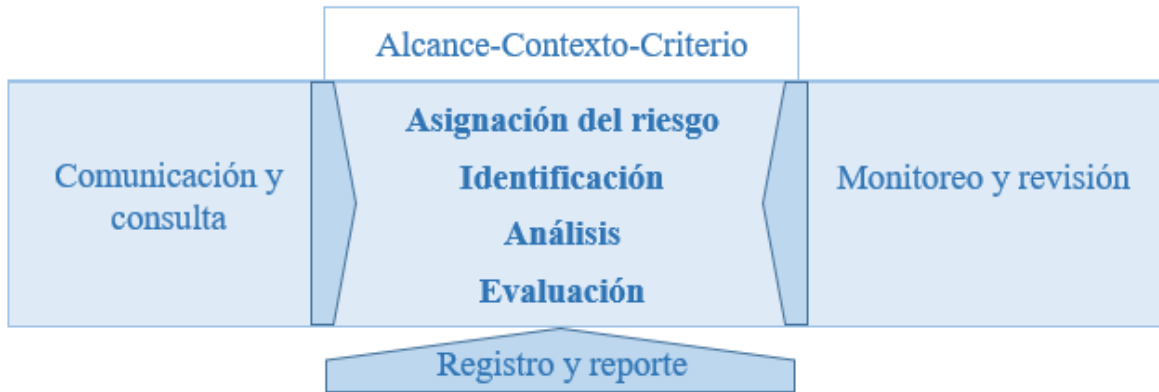 Alcance-Contexto-Criterio
Comunicación y
consulta
Asignación del riesgo
Identificación
Análisis
Evaluación
Monitoreo y revisión
Registro y reporte